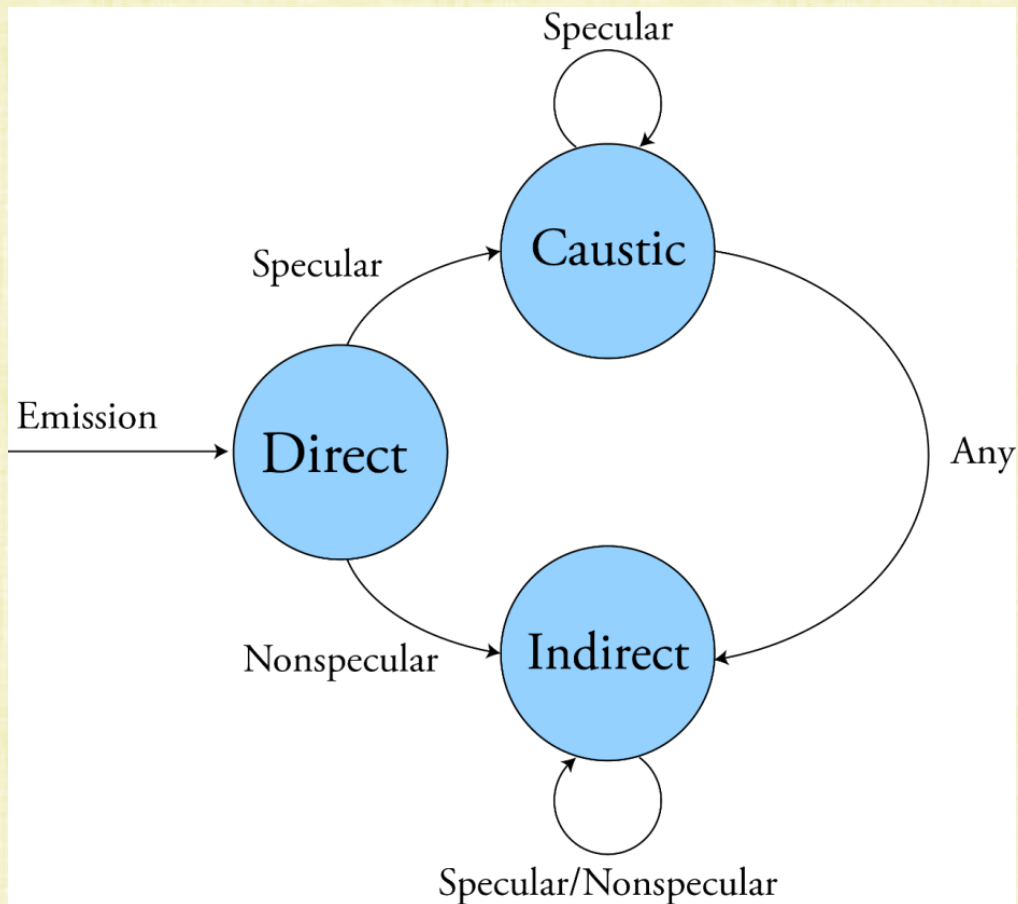 Specular
Caustic
Specular
Emission
Direct
Any
Nonspecular
Indirect
Specular/Nonspecular